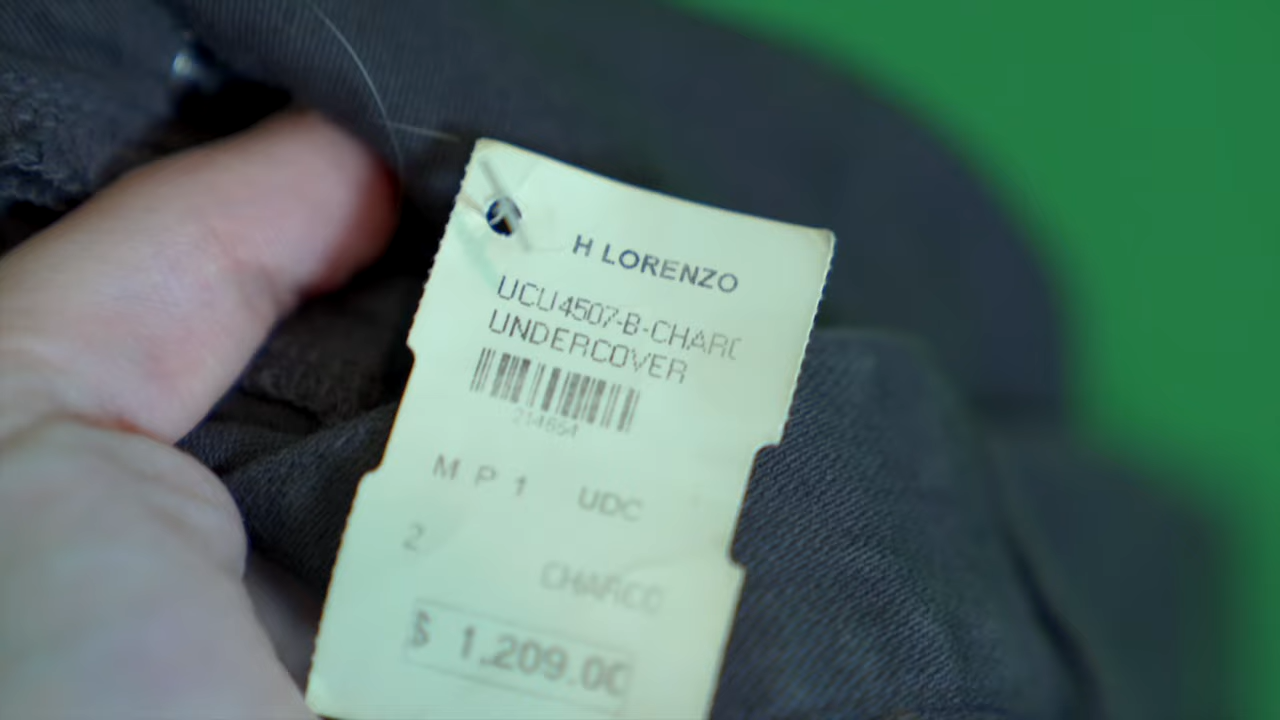 H LORENZO
UCU4507-B-CHARC
UNDERCOVER
214654
M P 1 UDC
2
CHARCO
$ 1,209.00